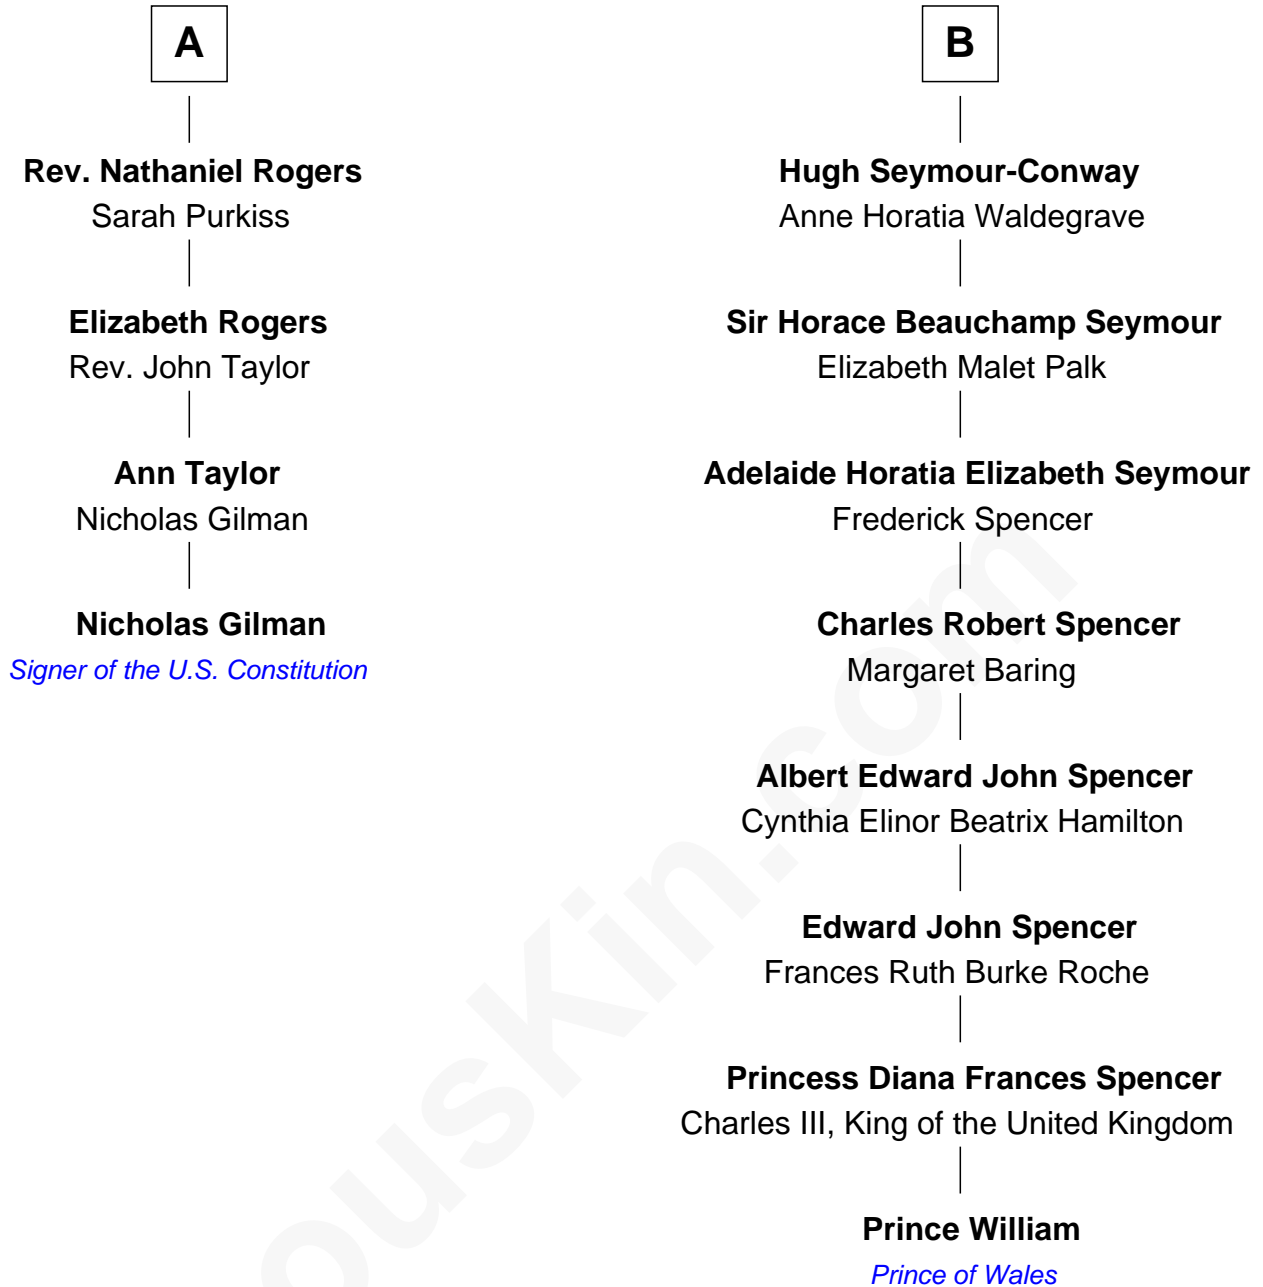 A
Rev. Nathaniel Rogers
Sarah Purkiss
Elizabeth Rogers
Rev. John Taylor
Ann Taylor
Nicholas Gilman
Nicholas Gilman
Signer of the U.S. Constitution
B
Hugh Seymour-Conway
Anne Horatia Waldegrave
Sir Horace Beauchamp Seymour
Elizabeth Malet Palk
Adelaide Horatia Elizabeth Seymour
Frederick Spencer
Charles Robert Spencer
Margaret Baring
Albert Edward John Spencer
Cynthia Elinor Beatrix Hamilton
Edward John Spencer
Frances Ruth Burke Roche
Princess Diana Frances Spencer
Charles III, King of the United Kingdom
Prince William
Prince of Wales
ousKin.com